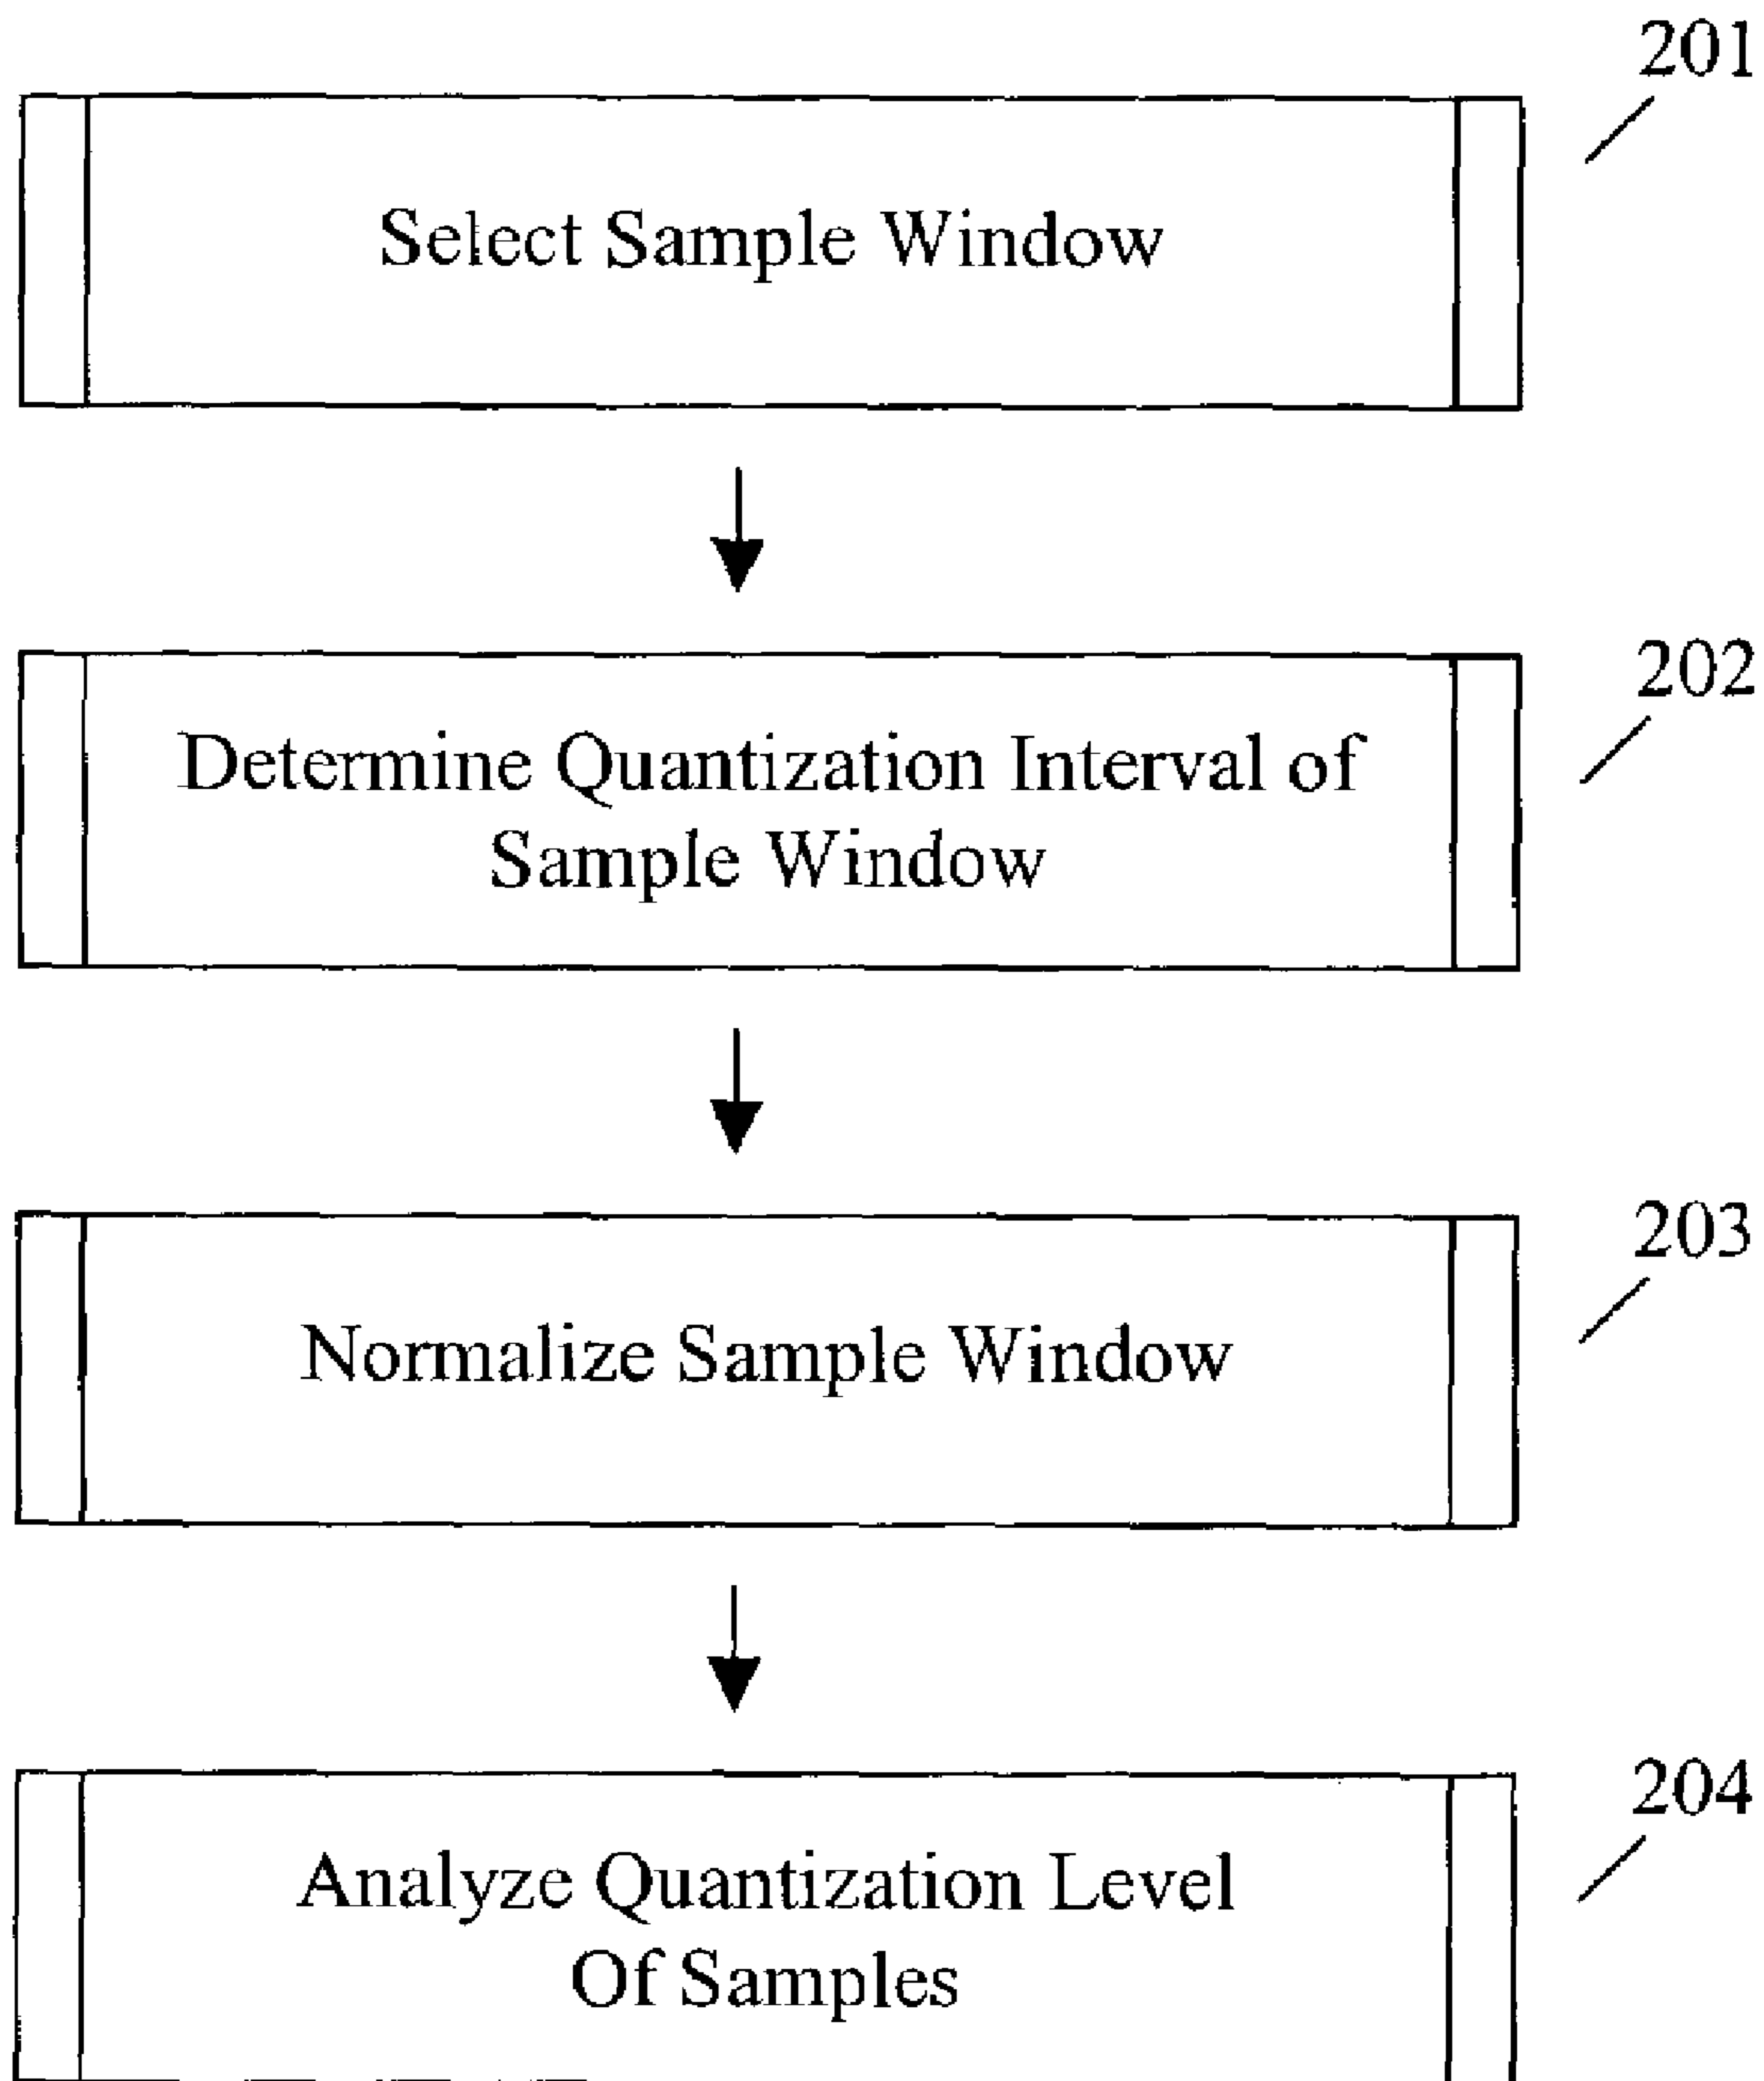 201
Select Sample Window
202
Determine Quantization Interval of
Sample Window
203
Normalize Sample Window
204
Analyze Quantization Level
Of Samples